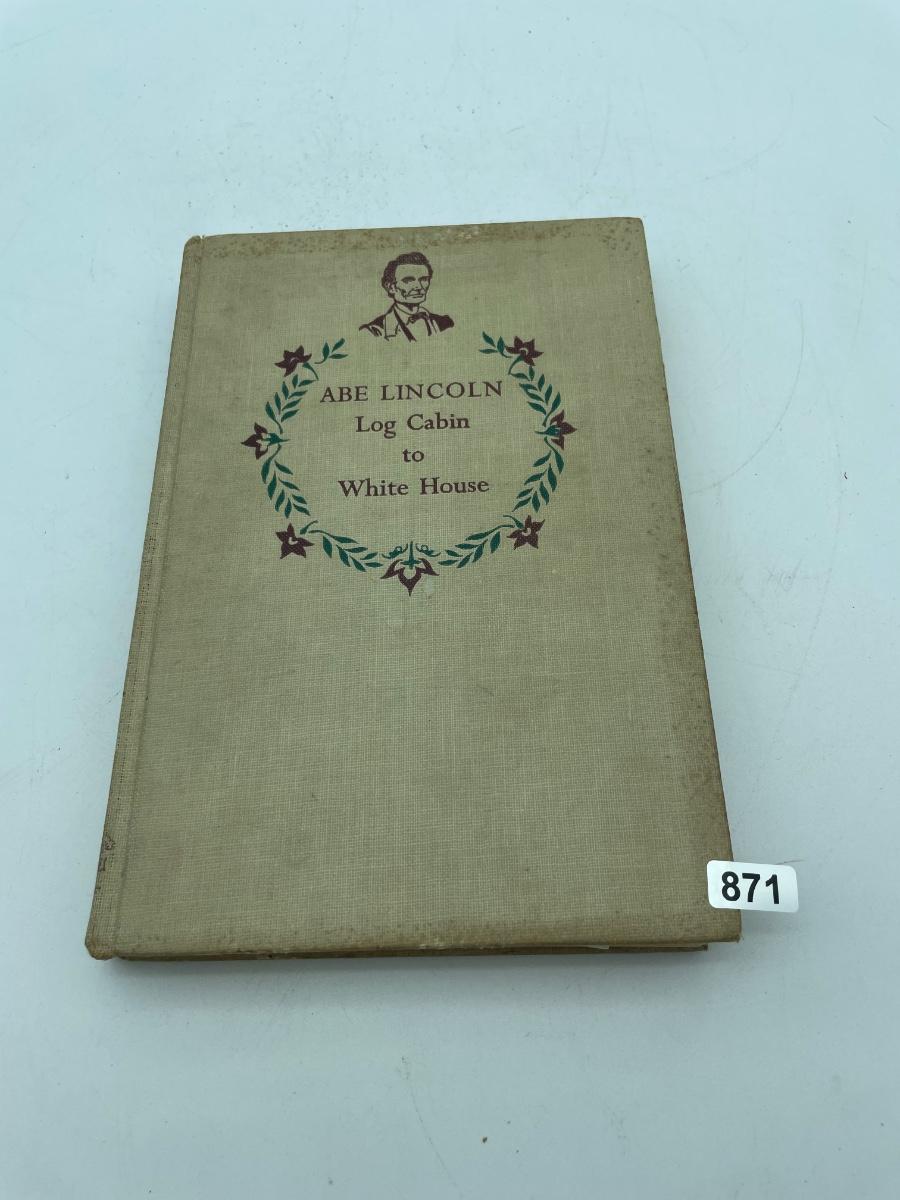 ABE LINCOLN
Log Cabin
to
White House
871